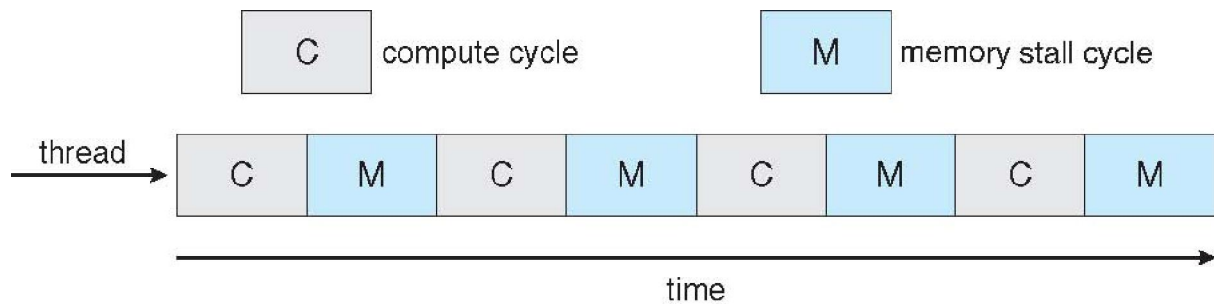 C compute cycle M memory stall cycle
thread
C M C M C M C M
time